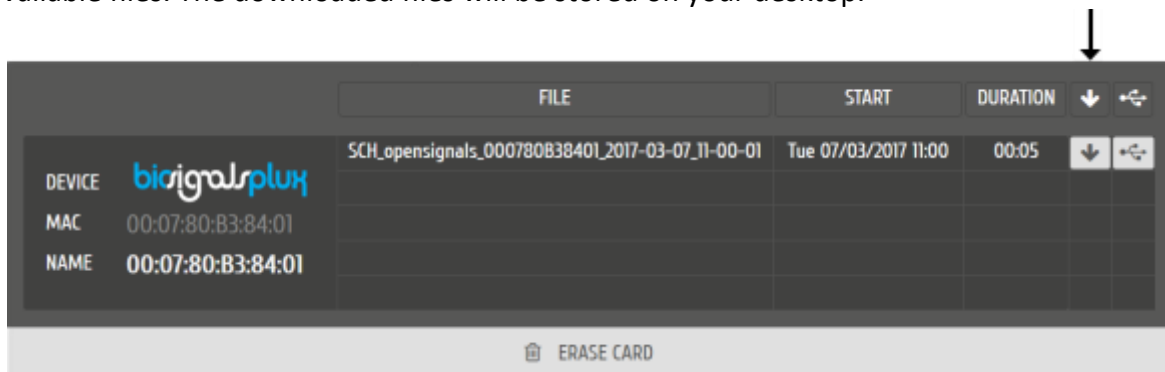 available files. The downloaded files will be stored on your desktop.
FILE START DURATION
SCH_opensignals_000780B38401_2017-03-07_11-00-01 Tue 07/03/2017 11:00 00:05
DEVICE biosignalsplux
MAC 00:07:80:B3:84:01
NAME 00:07:80:B3:84:01
ERASE CARD